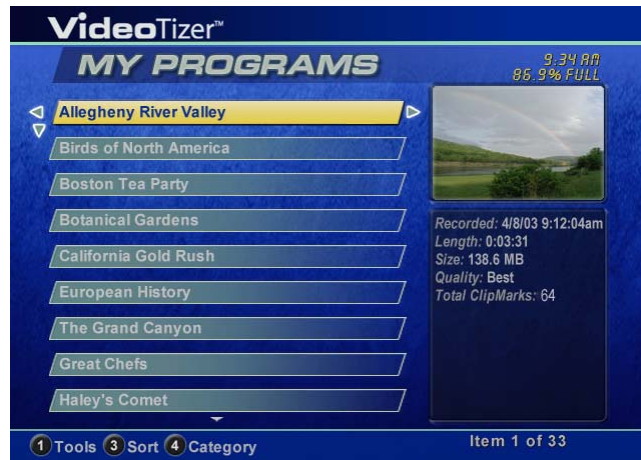 VideoTizer™
MY PROGRAMS
9:34 AM
86.9% FULL
Allegheny River Valley
Birds of North America
Boston Tea Party
Botanical Gardens
California Gold Rush
European History
The Grand Canyon
Great Chefs
Haley's Comet
Recorded: 4/8/03 9:12:04am
Length: 0:03:31
Size: 138.6 MB
Quality: Best
Total ClipMarks: 64
1 Tools 3 Sort 4 Category
Item 1 of 33